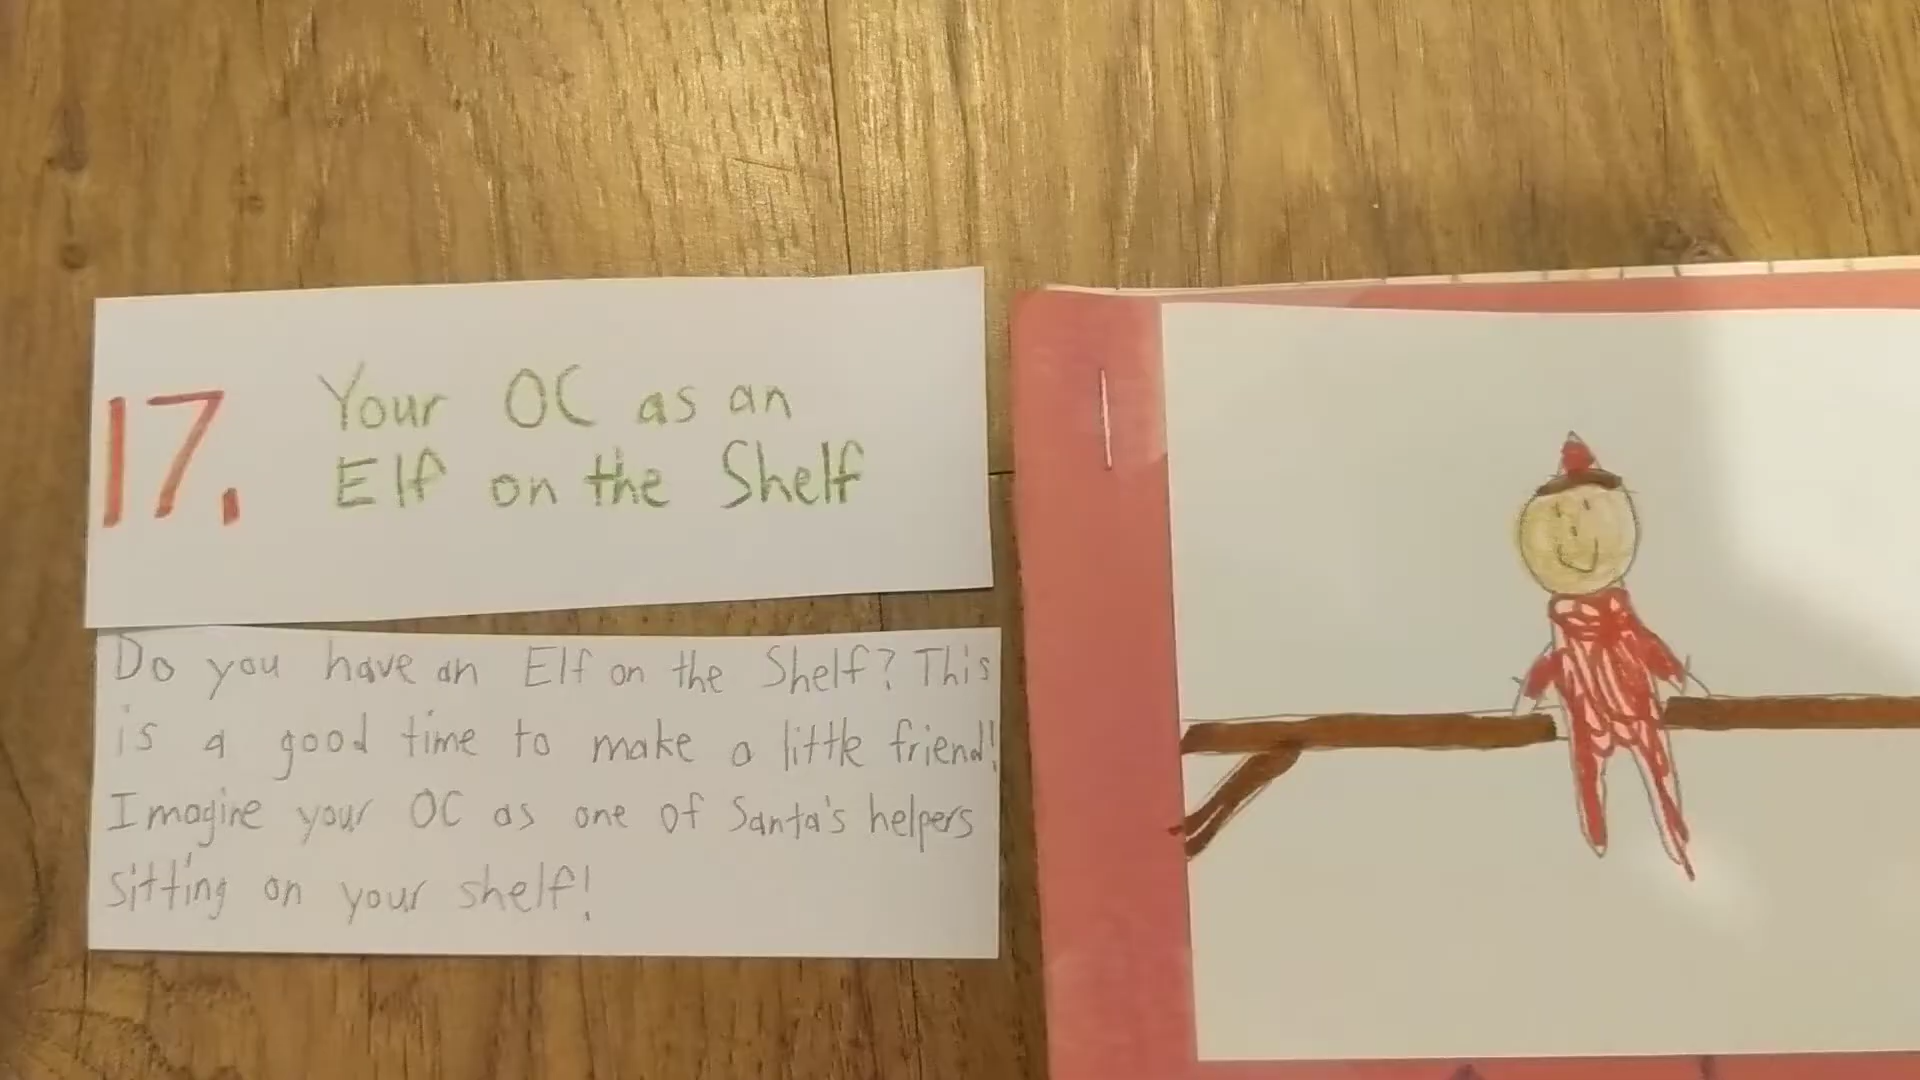 17. Your OC as an
Elf on the Shelf
Do you have an Elf on the Shelf? This
is a good time to make a little friend!
Imagine your OC as one of Santa's helpers
sitting on your shelf!